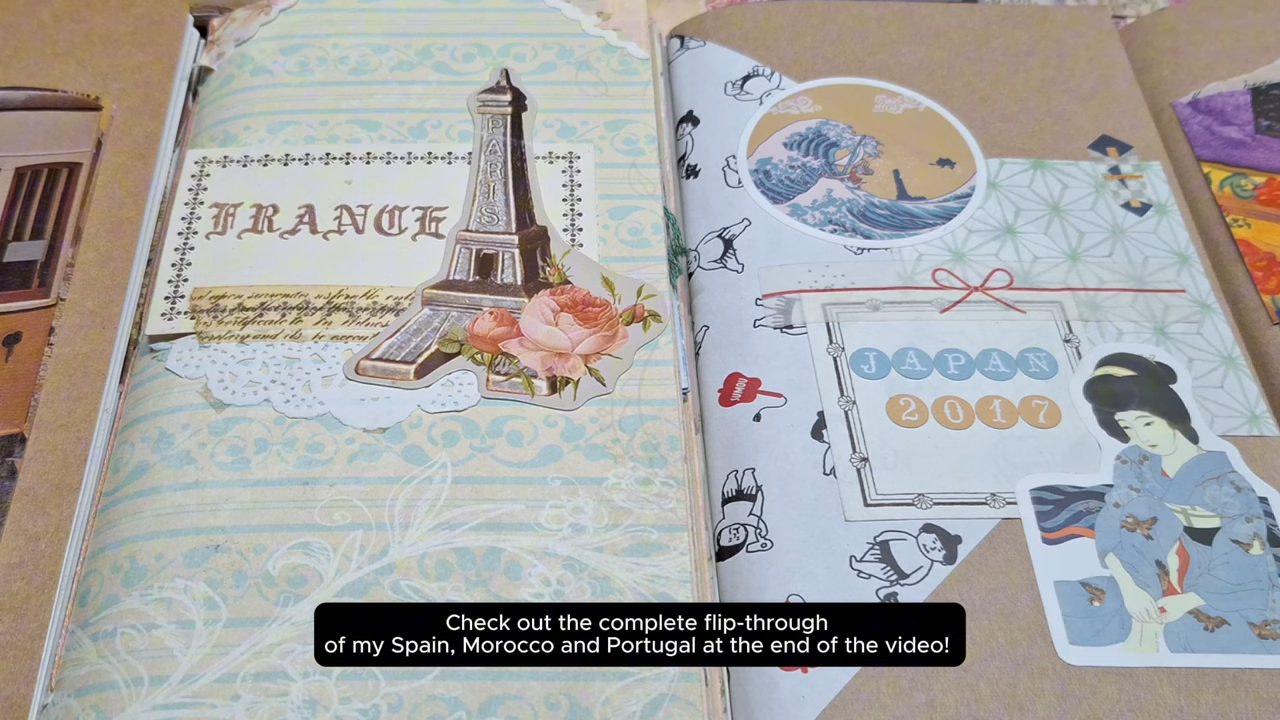 FRANCE
PARIS
SUMOU
JAPAN
2017
Check out the complete flip-through
of my Spain, Morocco and Portugal at the end of the video!